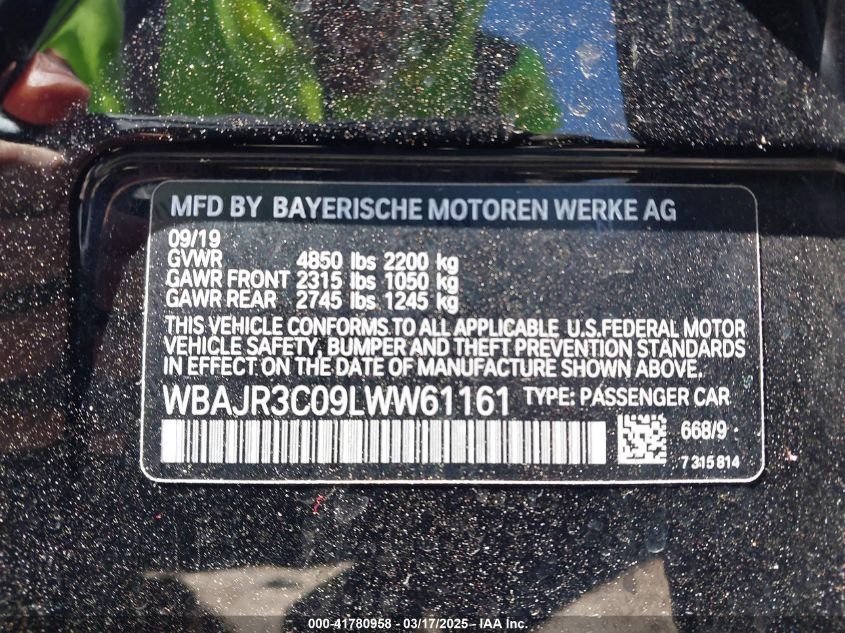 MFD BY BAYERISCHE MOTOREN WERKE AG
09/19
GVWR 4850 lbs 2200 kg
GAWR FRONT 2315 lbs 1050 kg
GAWR REAR 2745 lbs 1245 kg
THIS VEHICLE CONFORMS TO ALL APPLICABLE U.S.FEDERAL MOTOR
VEHICLE SAFETY, BUMPER AND THEFT PREVENTION STANDARDS
IN EFFECT ON THE DATE OF MANUFACTURE SHOWN ABOVE.
WBAJR3C09LWW61161 TYPE: PASSENGER CAR
668/9
7 315 814
000-41780958 - 03/17/2025 - IAA Inc.